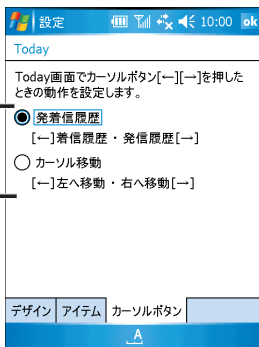 設定 10:00 ok
Today
Today画面でカーソルボタン[←][→]を押した
ときの動作を設定します。
発着信履歴
[←]着信履歴・発信履歴[→]
カーソル移動
[←]左へ移動・右へ移動[→]
デザイン アイテム カーソルボタン
A